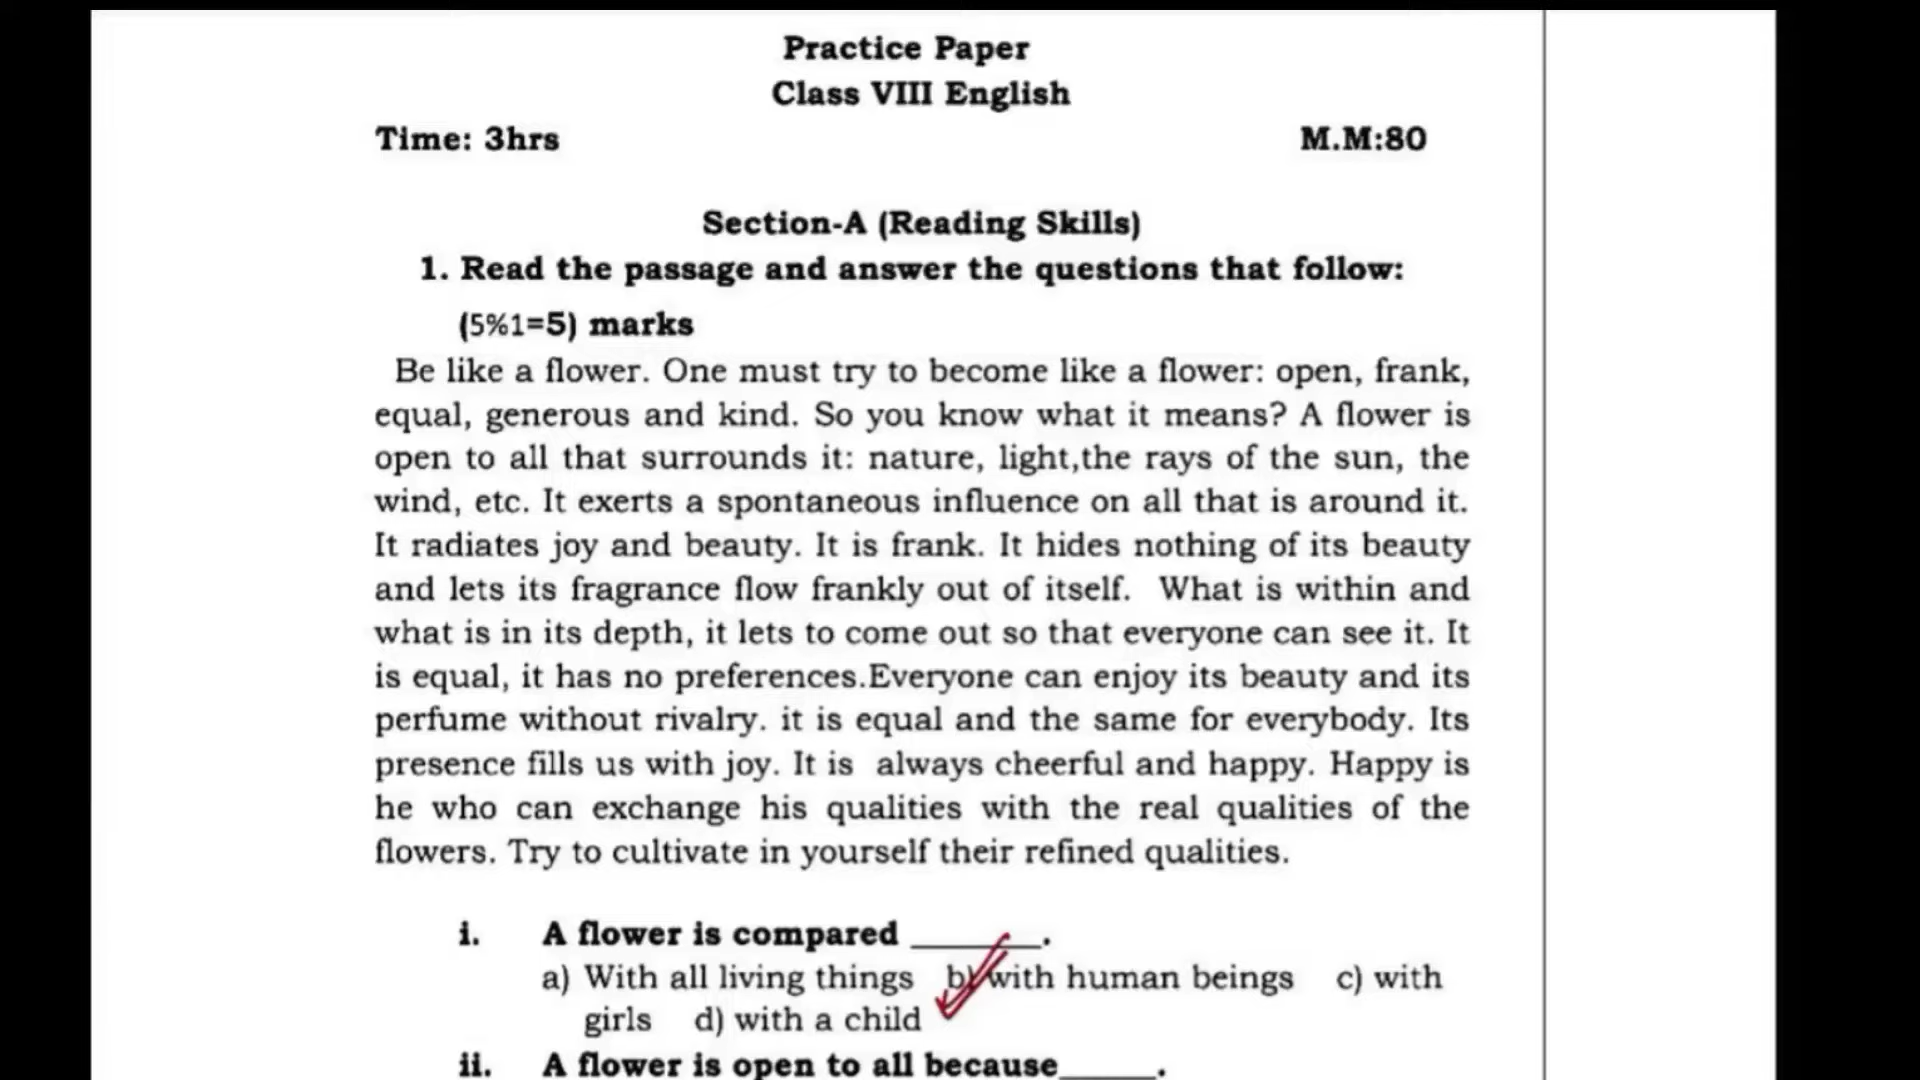 Practice Paper
Class VIII English
Time: 3hrs M.M:80
Section-A (Reading Skills)
1. Read the passage and answer the questions that follow:
(5%1=5) marks
Be like a flower. One must try to become like a flower: open, frank,
equal, generous and kind. So you know what it means? A flower is
open to all that surrounds it: nature, light,the rays of the sun, the
wind, etc. It exerts a spontaneous influence on all that is around it.
It radiates joy and beauty. It is frank. It hides nothing of its beauty
and lets its fragrance flow frankly out of itself. What is within and
what is in its depth, it lets to come out so that everyone can see it. It
is equal, it has no preferences.Everyone can enjoy its beauty and its
perfume without rivalry. it is equal and the same for everybody. Its
presence fills us with joy. It is always cheerful and happy. Happy is
he who can exchange his qualities with the real qualities of the
flowers. Try to cultivate in yourself their refined qualities.
i. A flower is compared ______.
a) With all living things b) with human beings c) with
girls d) with a child
ii. A flower is open to all because_____.